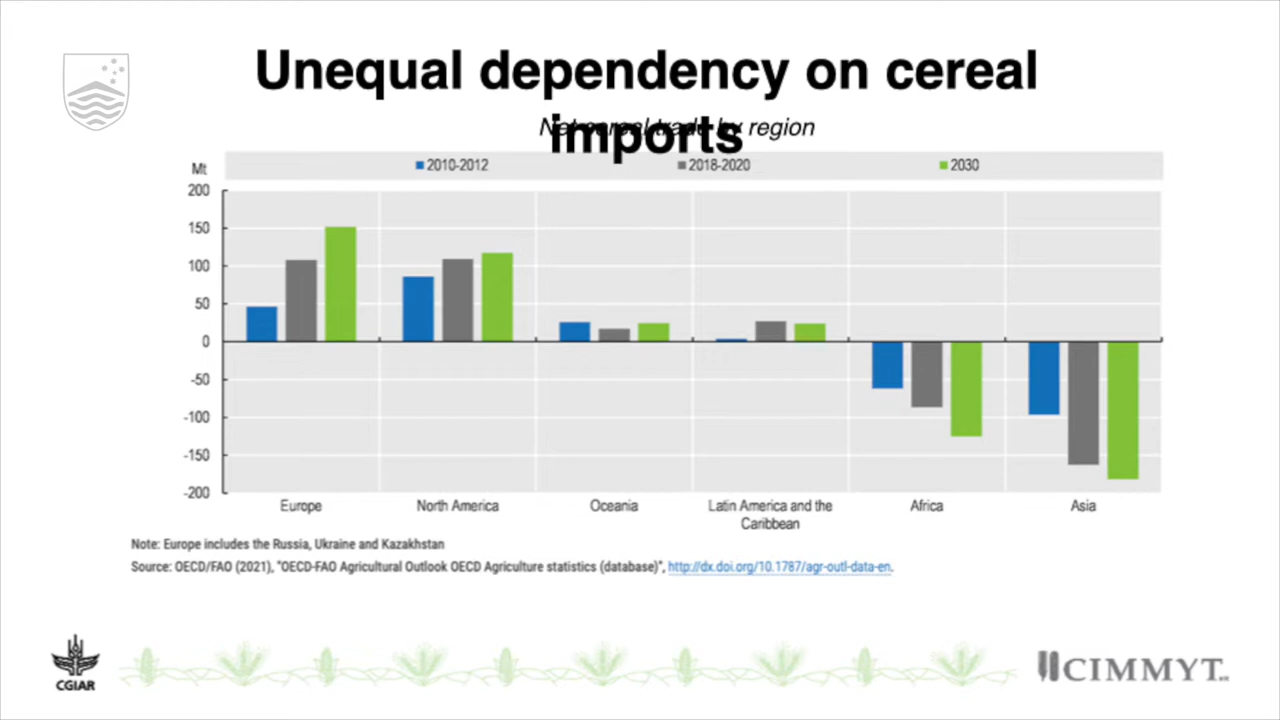 Unequal dependency on cereal
imports
Net cereal trade by region
Mt
2010-2012 2018-2020 2030
200
150
100
50
0
-50
-100
-150
-200
Europe North America Oceania Latin America and the Caribbean Africa Asia
Note: Europe includes the Russia, Ukraine and Kazakhstan
Source: OECD/FAO (2021), "OECD-FAO Agricultural Outlook OECD Agriculture statistics (database)", http://dx.doi.org/10.1787/agr-outl-data-en.
CGIAR
CIMMYT